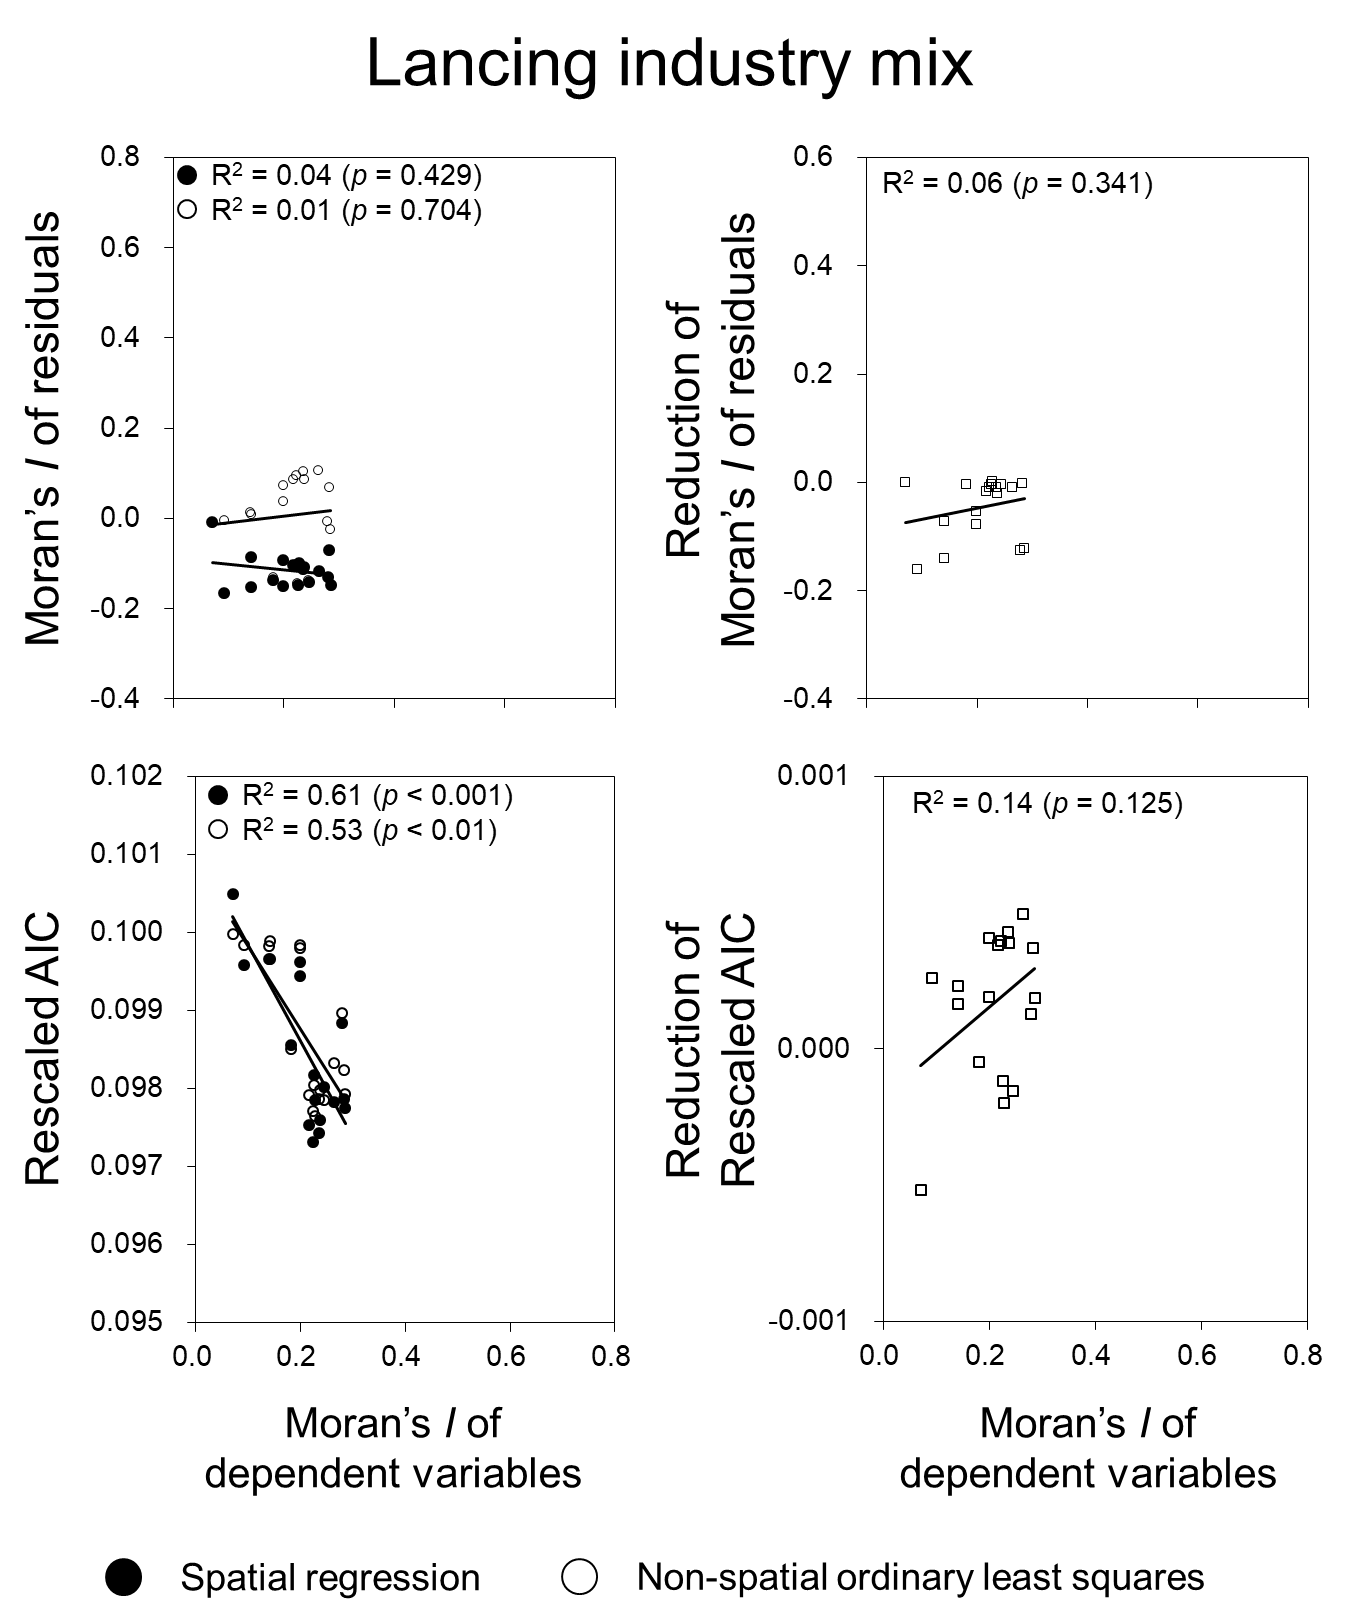 Lancing industry mix
Moran's I of residuals
0.8
0.6
0.4
0.2
0.0
-0.2
-0.4
R² = 0.04 (p = 0.429)
R² = 0.01 (p = 0.704)
Reduction of
Moran's I of residuals
0.6
0.4
0.2
0.0
-0.2
-0.4
R² = 0.06 (p = 0.341)
Rescaled AIC
0.102
0.101
0.100
0.099
0.098
0.097
0.096
0.095
R² = 0.61 (p < 0.001)
R² = 0.53 (p < 0.01)
0.0 0.2 0.4 0.6 0.8
Moran's I of
dependent variables
Reduction of
Rescaled AIC
0.001
0.000
-0.001
R² = 0.14 (p = 0.125)
0.0 0.2 0.4 0.6 0.8
Moran's I of
dependent variables
Spatial regression
Non-spatial ordinary least squares